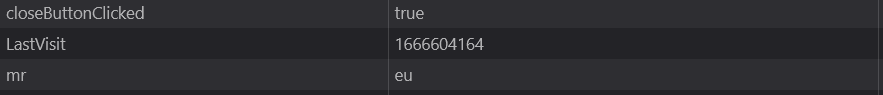 closeButtonClicked true
LastVisit 1666604164
mr eu